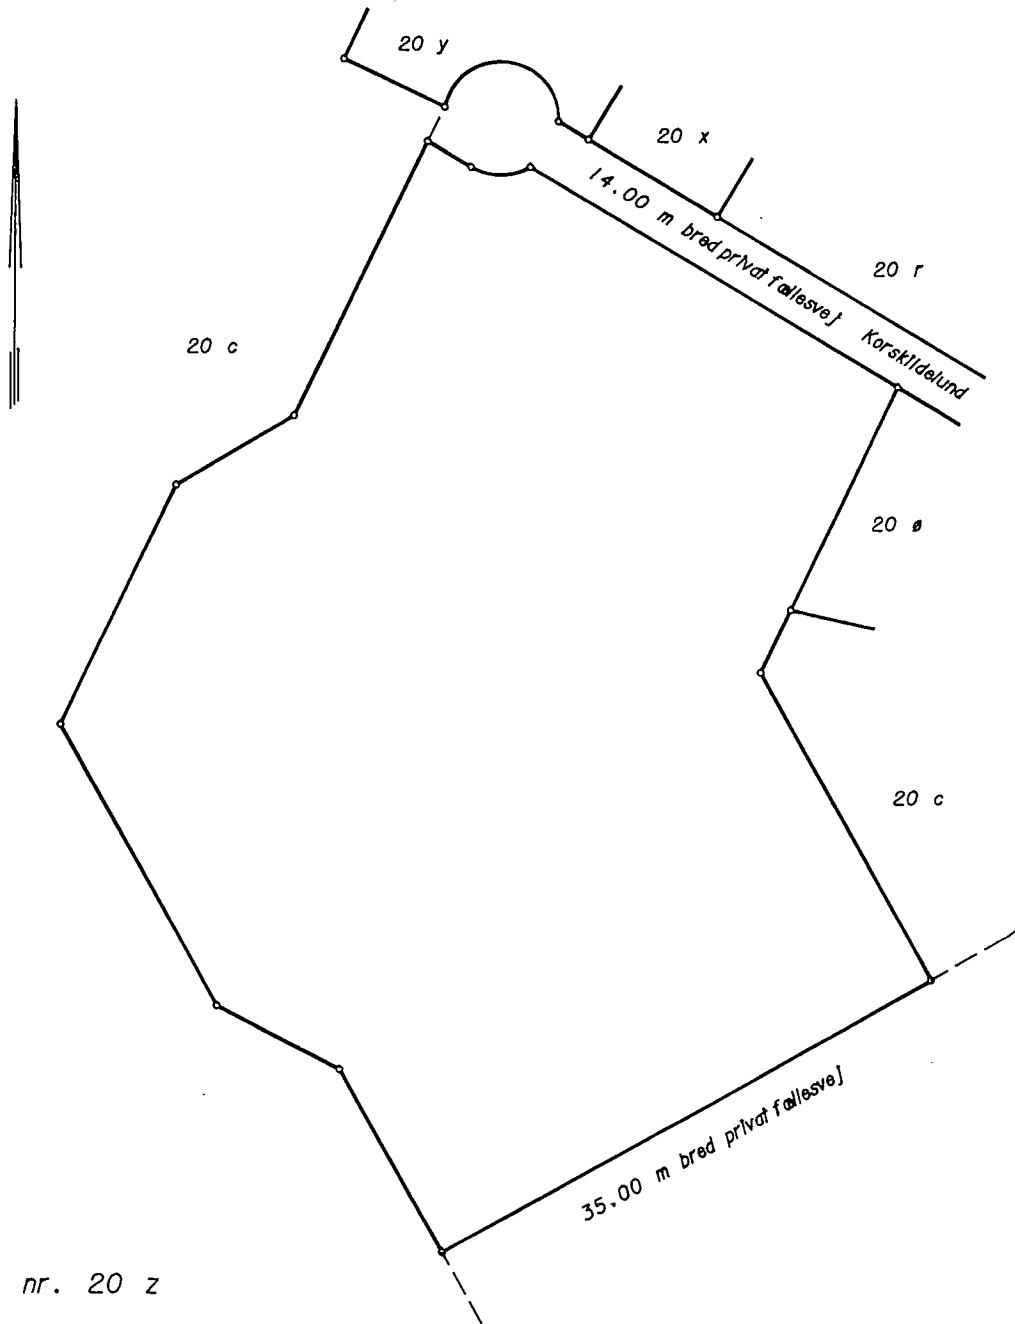 20 y
20 x
14.00 m bred privat fællesvej Korskildelund
20 r
20 c
20 ø
20 c
35.00 m bred privat fællesvej
nr. 20 z